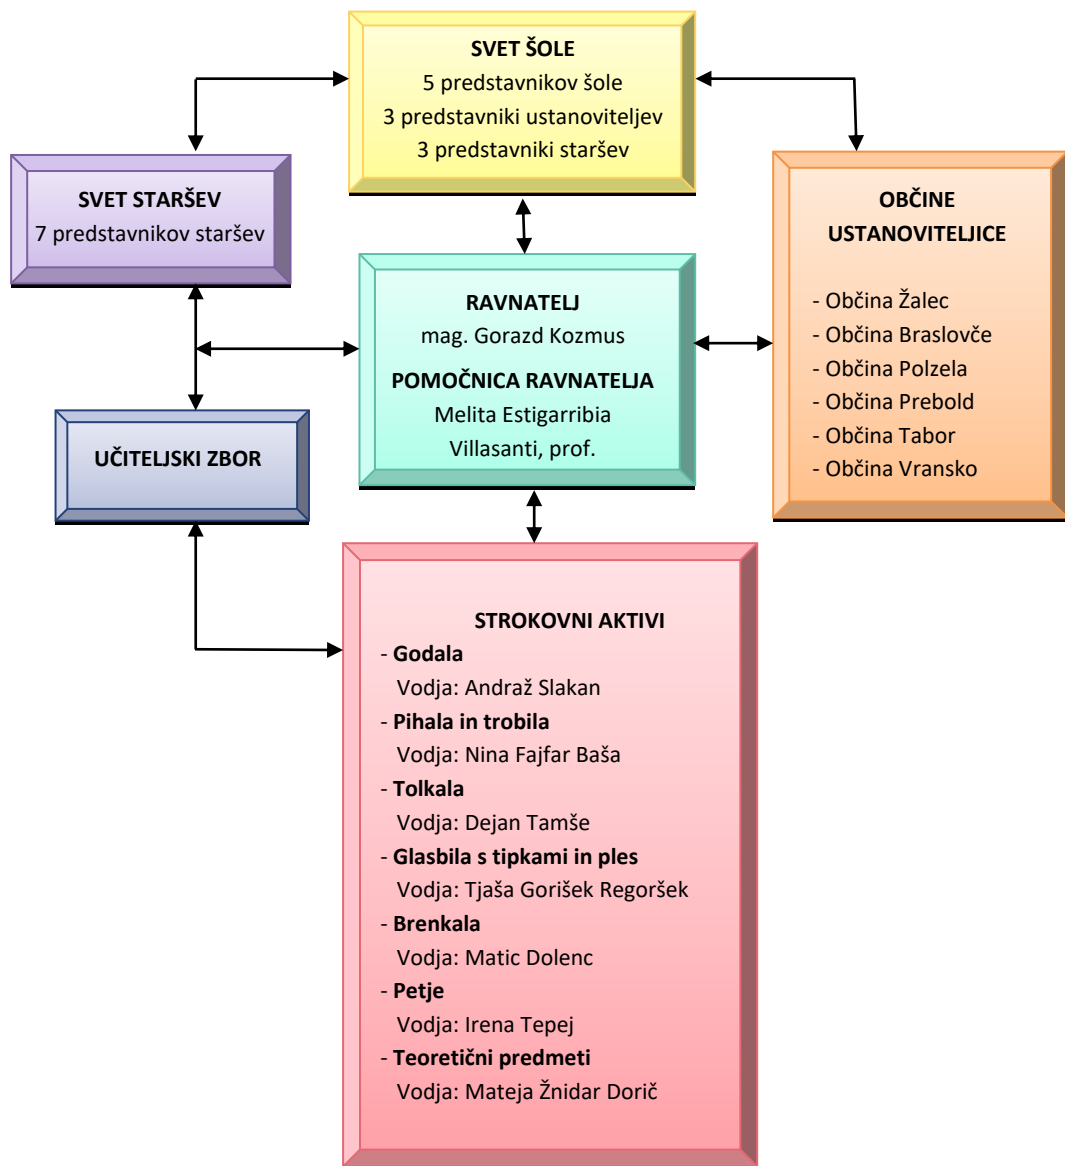 SVET ŠOLE
5 predstavnikov šole
3 predstavniki ustanoviteljev
3 predstavniki staršev
SVET STARŠEV
7 predstavnikov staršev
OBČINE
USTANOVITELJICE
- Občina Žalec
- Občina Braslovče
- Občina Polzela
- Občina Prebold
- Občina Tabor
- Občina Vransko
RAVNATELJ
mag. Gorazd Kozmus
POMOČNICA RAVNATELJA
Melita Estigarribia
Villasanti, prof.
UČITELJSKI ZBOR
STROKOVNI AKTIVI
- Godala
Vodja: Andraž Slakan
- Pihala in trobila
Vodja: Nina Fajfar Baša
- Tolkala
Vodja: Dejan Tamše
- Glasbila s tipkami in ples
Vodja: Tjaša Gorišek Regoršek
- Brenkala
Vodja: Matic Dolenc
- Petje
Vodja: Irena Tepej
- Teoretični predmeti
Vodja: Mateja Žnidar Dorič